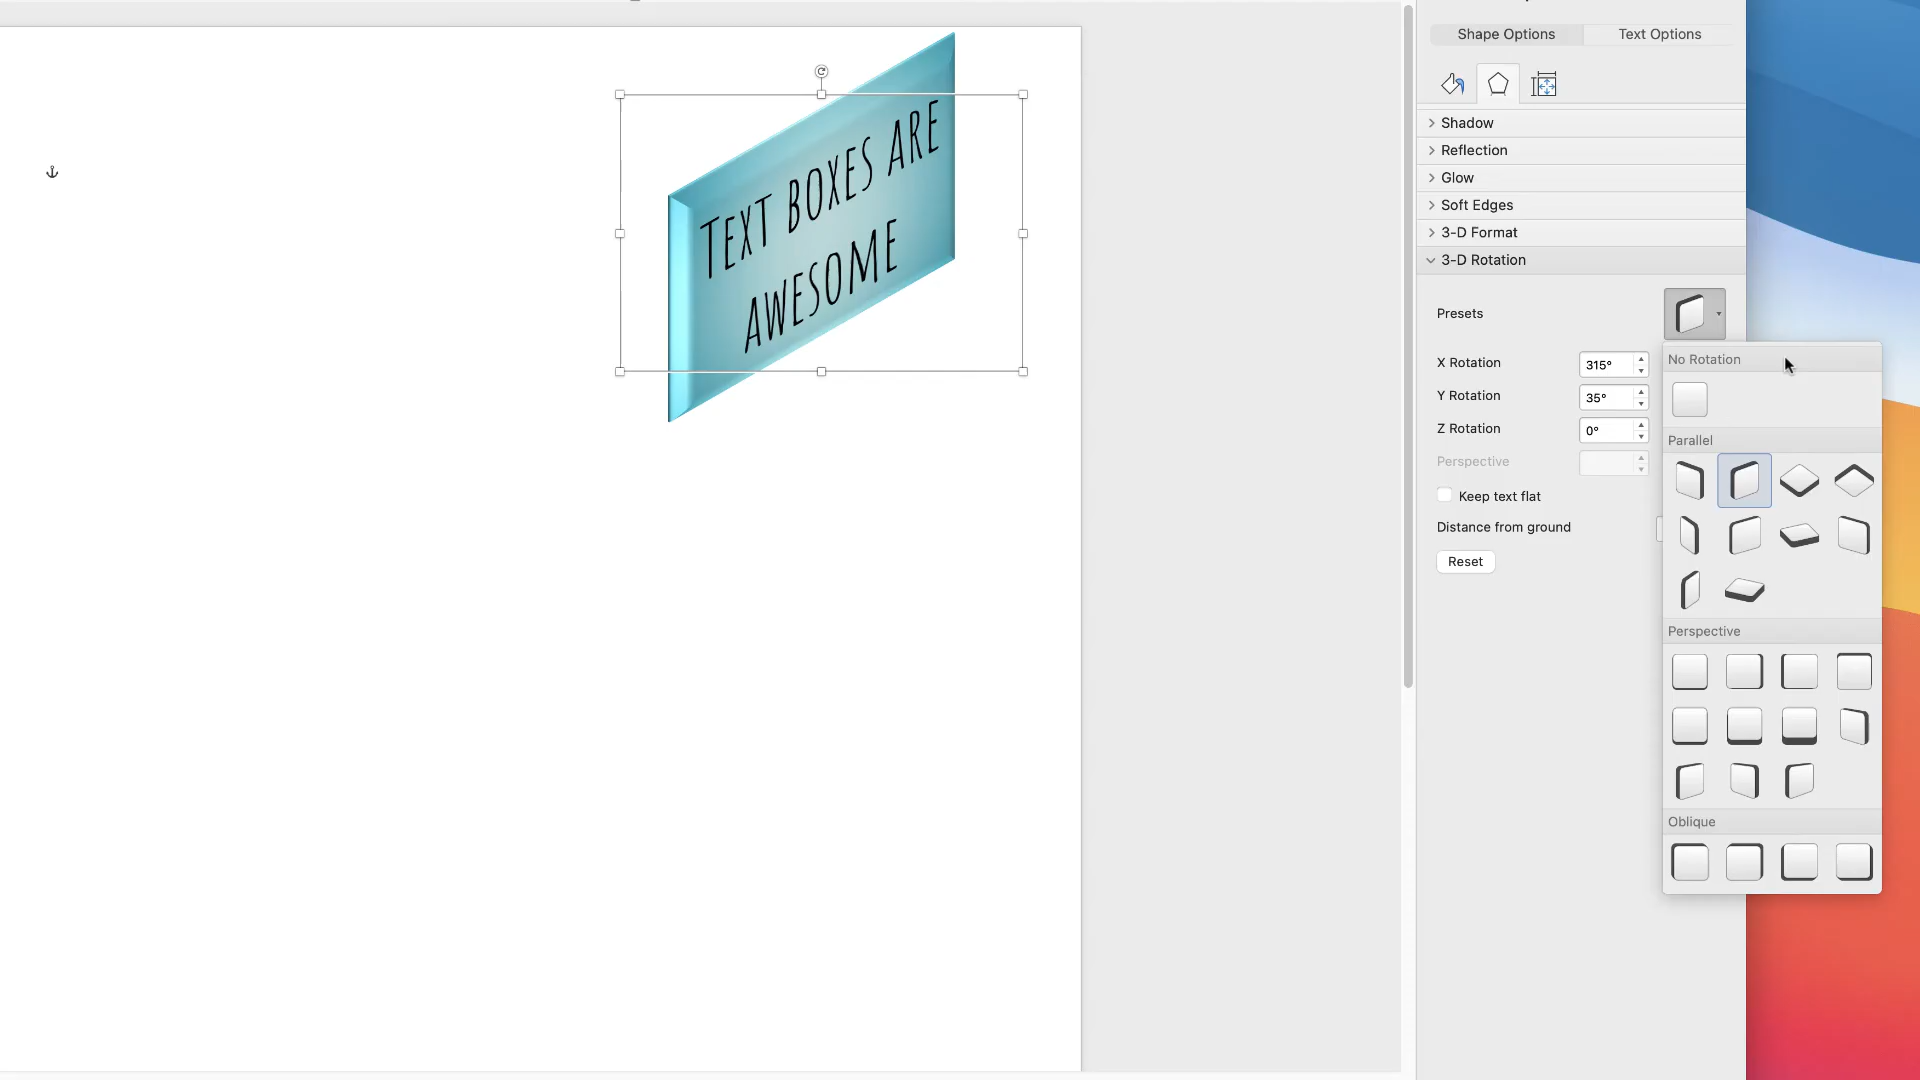 Shape Options
Text Options
Shadow
Reflection
Glow
Soft Edges
3-D Format
3-D Rotation
Presets
X Rotation 315°
Y Rotation 35°
Z Rotation 0°
Perspective
Keep text flat
Distance from ground
Reset
No Rotation
Parallel
Perspective
Oblique
TEXT BOXES ARE
AWESOME